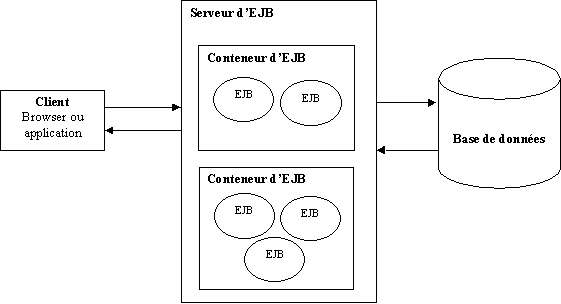 Serveur d'EJB
Conteneur d'EJB
EJB
EJB
Client
Browser ou
application
Base de données
Conteneur d'EJB
EJB
EJB
EJB